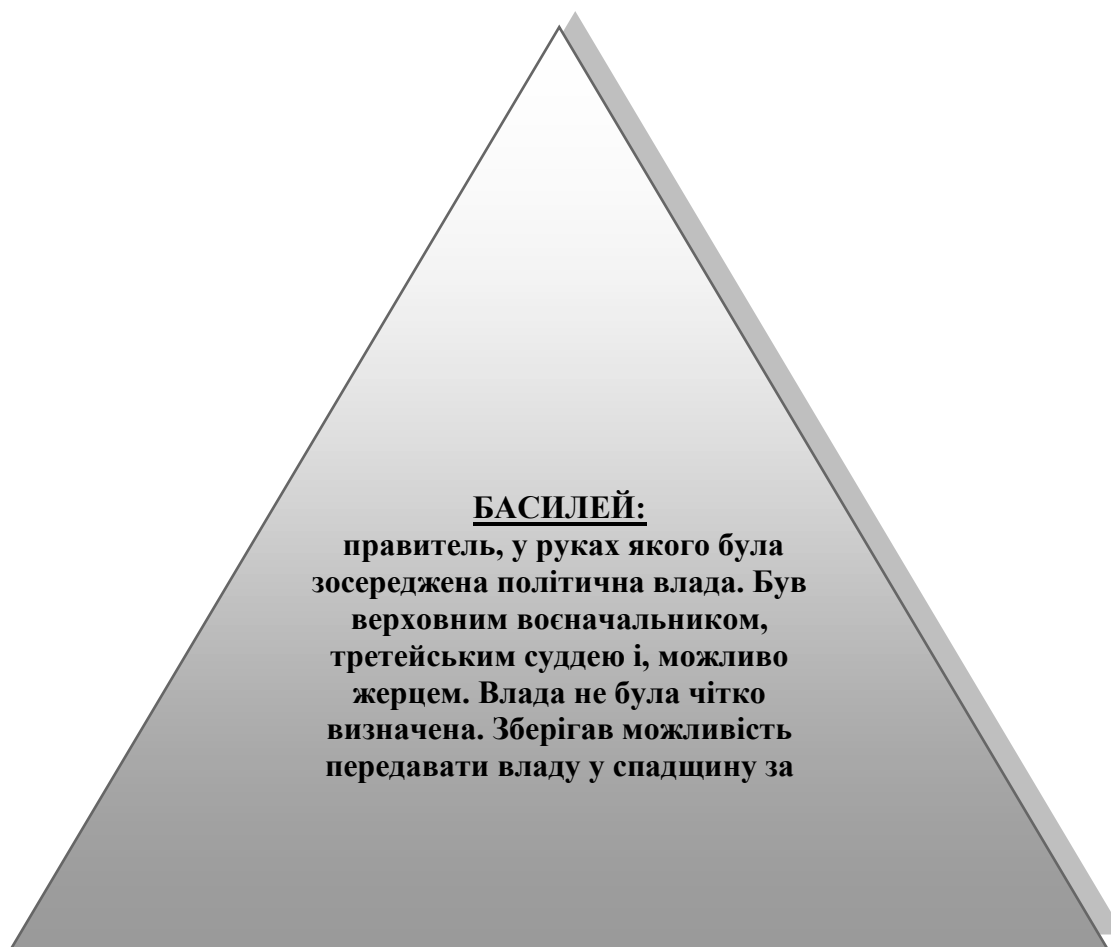 БАСИЛЕЙ:
правитель, у руках якого була
зосереджена політична влада. Був
верховним воєначальником,
третейським суддею і, можливо
жерцем. Влада не була чітко
визначена. Зберігав можливість
передавати владу у спадщину за